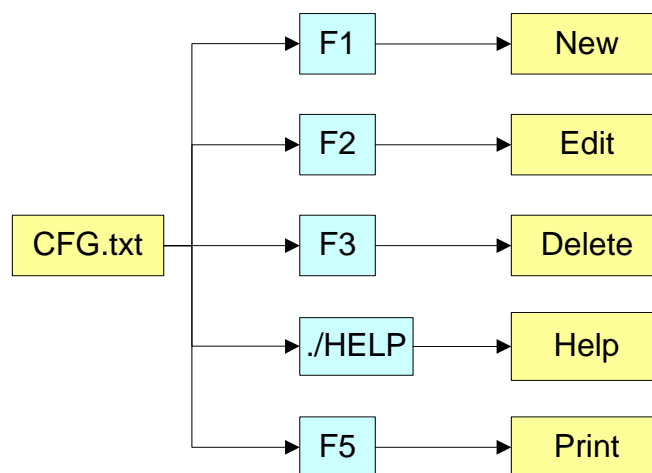 F1 New
F2 Edit
CFG.txt F3 Delete
./HELP Help
F5 Print